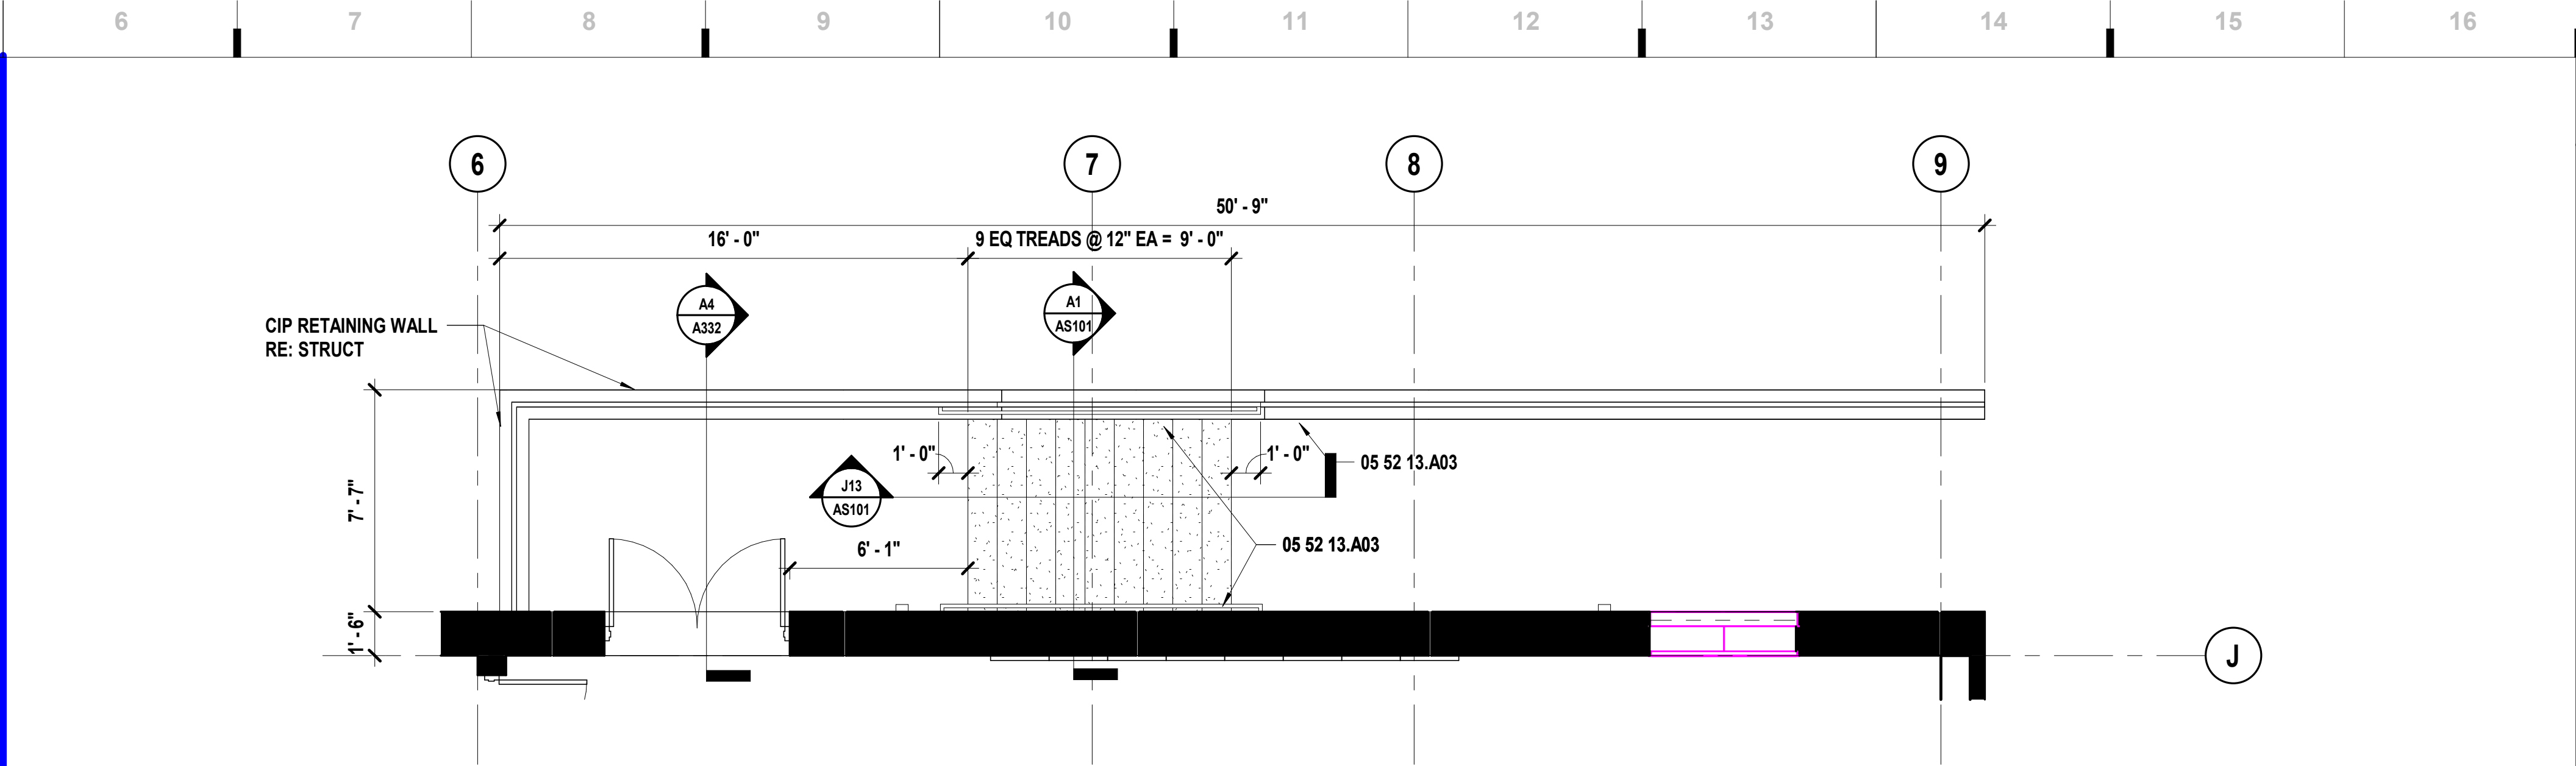 6 7 8 9 10 11 12 13 14 15 16
6 7 8 9
50' - 9"
16' - 0" 9 EQ TREADS @ 12" EA = 9' - 0"
A4
A332
A1
AS101
CIP RETAINING WALL
RE: STRUCT
1' - 0" 1' - 0"
05 52 13.A03
7' - 7"
J13
AS101
6' - 1"
05 52 13.A03
1' - 6"
J